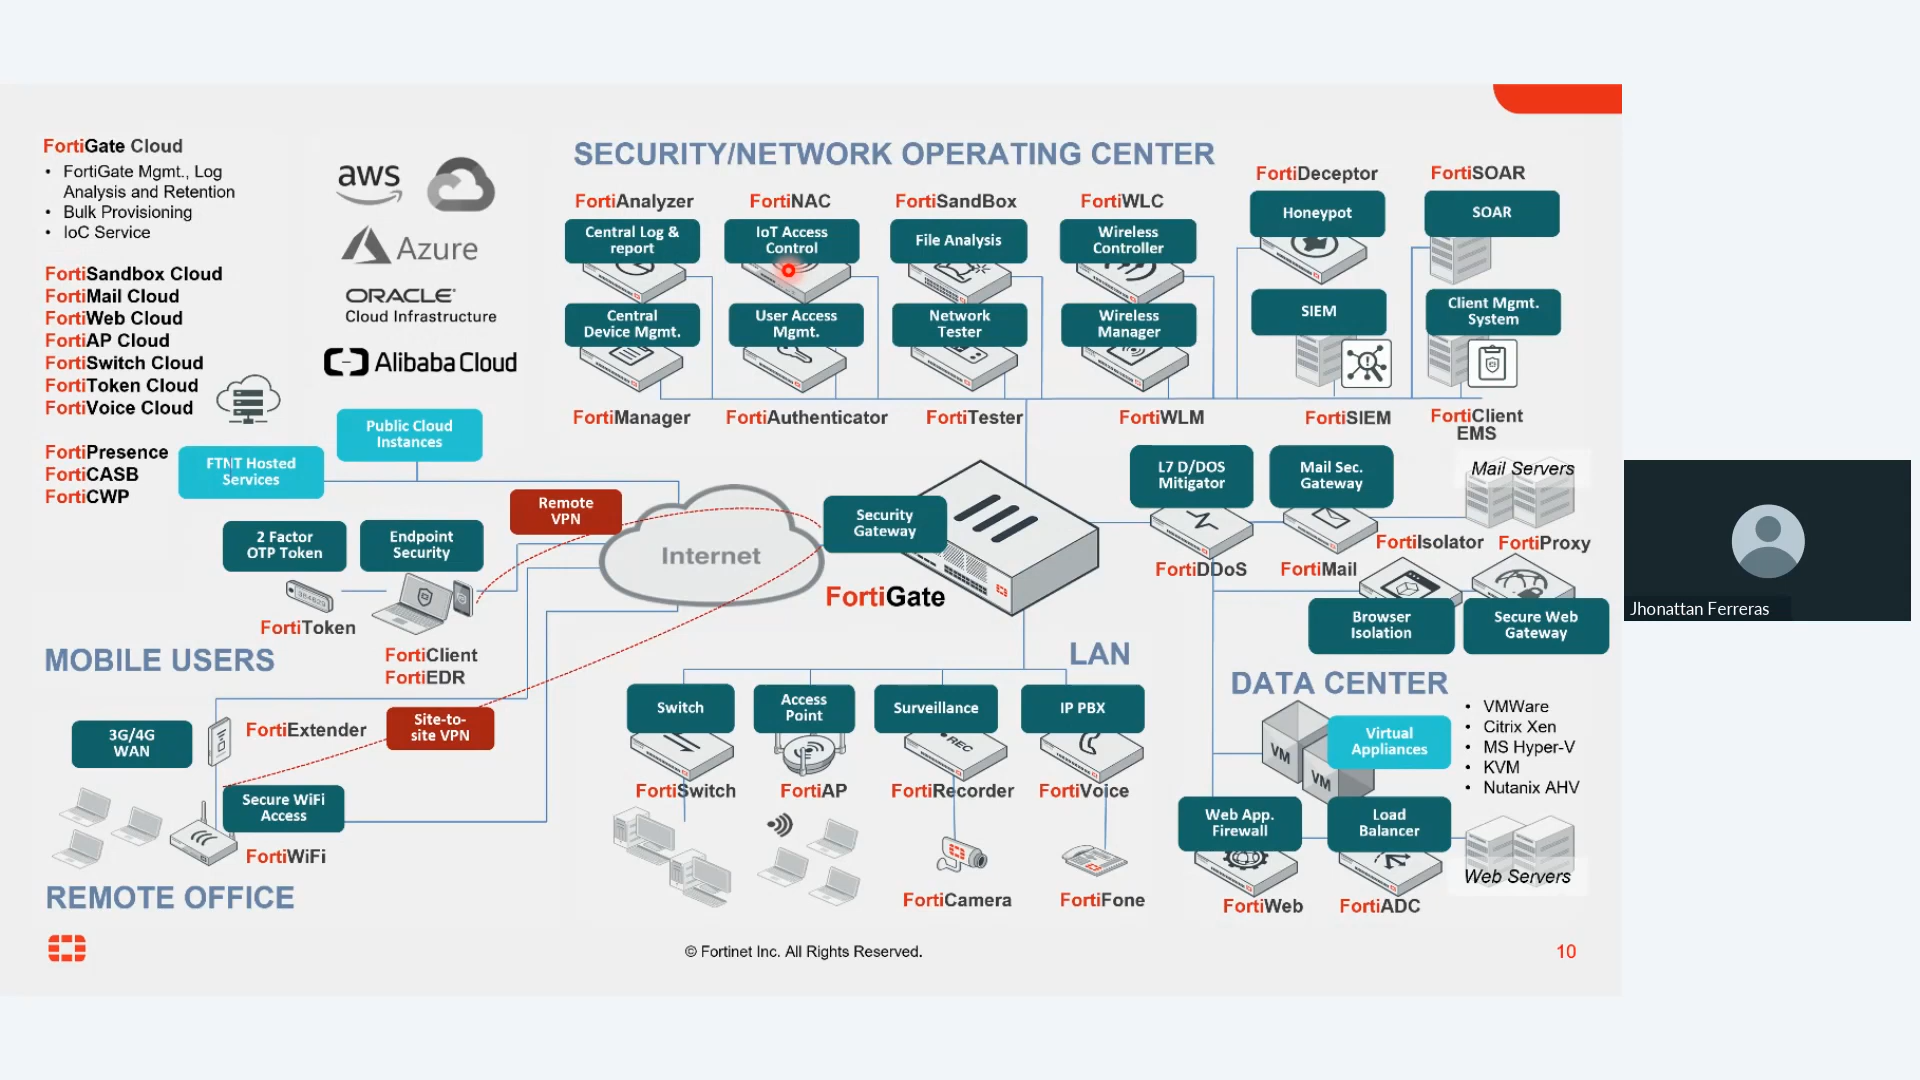 FortiGate Cloud
• FortiGate Mgmt., Log
Analysis and Retention
• Bulk Provisioning
• IoC Service
FortiSandbox Cloud
FortiMail Cloud
FortiWeb Cloud
FortiAP Cloud
FortiSwitch Cloud
FortiToken Cloud
FortiVoice Cloud
FortiPresence
FortiCASB
FortiCWP
aws
Azure
ORACLE
Cloud Infrastructure
Alibaba Cloud
Public Cloud
Instances
FTNT Hosted
Services
SECURITY/NETWORK OPERATING CENTER
FortiAnalyzer
Central Log &
report
Central
Device Mgmt.
FortiManager
FortiNAC
IoT Access
Control
User Access
Mgmt.
FortiAuthenticator
FortiSandBox
File Analysis
Network
Tester
FortiTester
FortiWLC
Wireless
Controller
Wireless
Manager
FortiWLM
FortiDeceptor
Honeypot
SIEM
FortiSIEM
FortiSOAR
SOAR
Client Mgmt.
System
FortiClient
EMS
2 Factor
OTP Token
FortiToken
Endpoint
Security
FortiClient
FortiEDR
MOBILE USERS
Remote
VPN
Internet
Security
Gateway
FortiGate
L7 D/DOS
Mitigator
FortiDDoS
Mail Sec.
Gateway
FortiMail
Mail Servers
FortiIsolator
Browser
Isolation
FortiProxy
Secure Web
Gateway
3G/4G
WAN
FortiExtender
Site-to-
site VPN
Secure WiFi
Access
FortiWiFi
REMOTE OFFICE
LAN
Switch
FortiSwitch
Access
Point
FortiAP
Surveillance
REC
FortiRecorder
FortiCamera
IP PBX
FortiVoice
FortiFone
DATA CENTER
VM
VM
Virtual
Appliances
• VMWare
• Citrix Xen
• MS Hyper-V
• KVM
• Nutanix AHV
Web App.
Firewall
FortiWeb
Load
Balancer
FortiADC
Web Servers
© Fortinet Inc. All Rights Reserved.
10
Jhonattan Ferreras